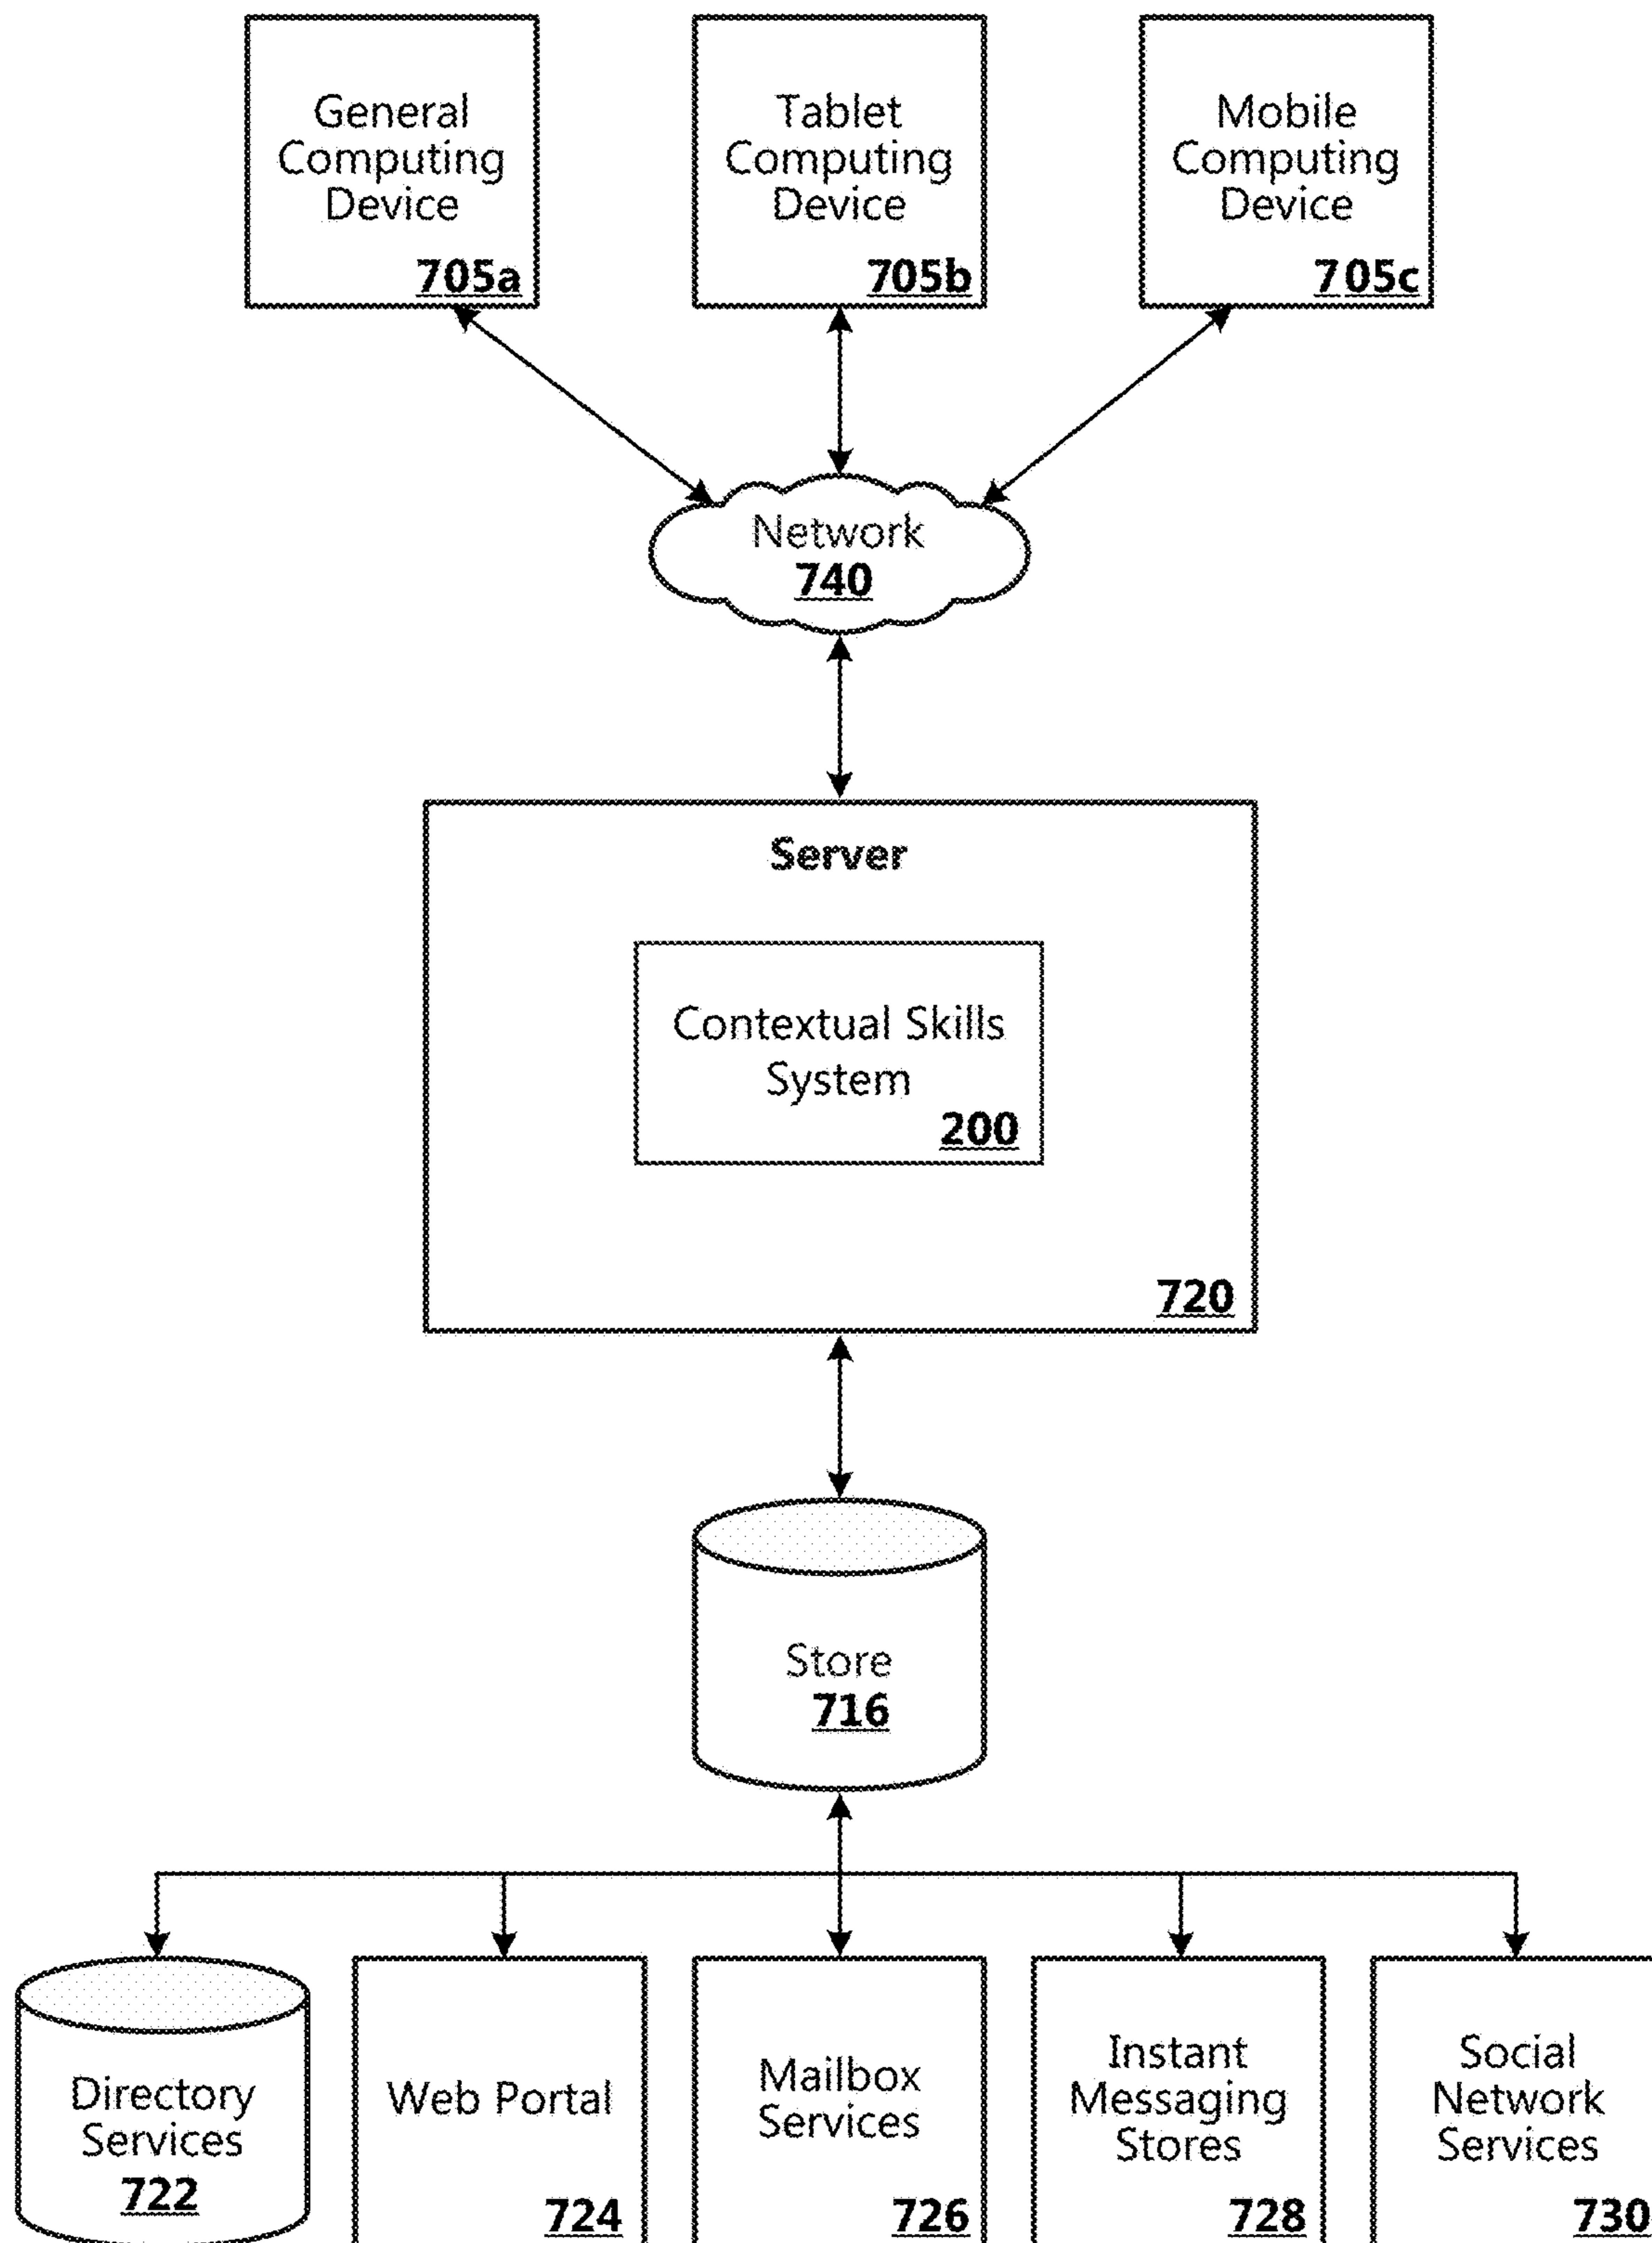 General
Computing
Device
705a
Tablet
Computing
Device
705b
Mobile
Computing
Device
705c
Network
740
Server
Contextual Skills
System
200
720
Store
716
Directory
Services
722
Web Portal
724
Mailbox
Services
726
Instant
Messaging
Stores
728
Social
Network
Services
730